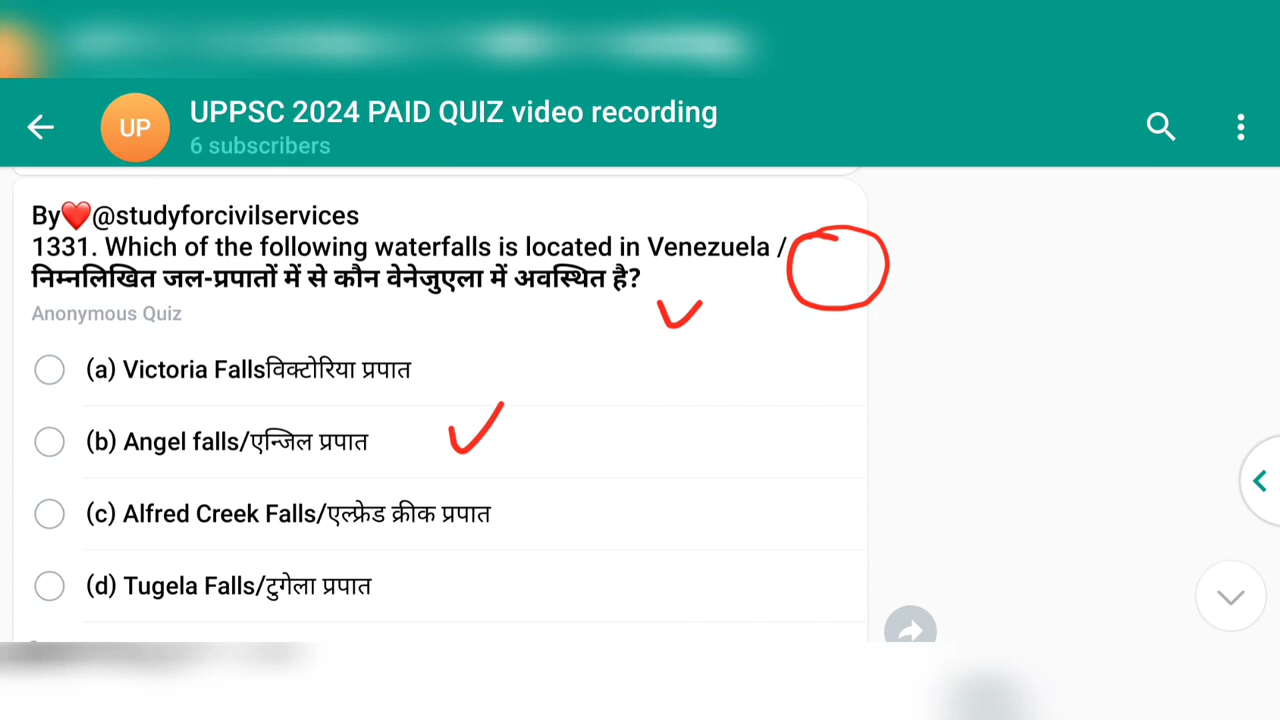 UP
UPPSC 2024 PAID QUIZ video recording
6 subscribers
By❤️@studyforcivilservices
1331. Which of the following waterfalls is located in Venezuela /
निम्नलिखित जल-प्रपातों में से कौन वेनेजुएला में अवस्थित है?
Anonymous Quiz
(a) Victoria Fallsविक्टोरिया प्रपात
(b) Angel falls/एन्जिल प्रपात
(c) Alfred Creek Falls/एल्फ्रेड क्रीक प्रपात
(d) Tugela Falls/टुगेला प्रपात